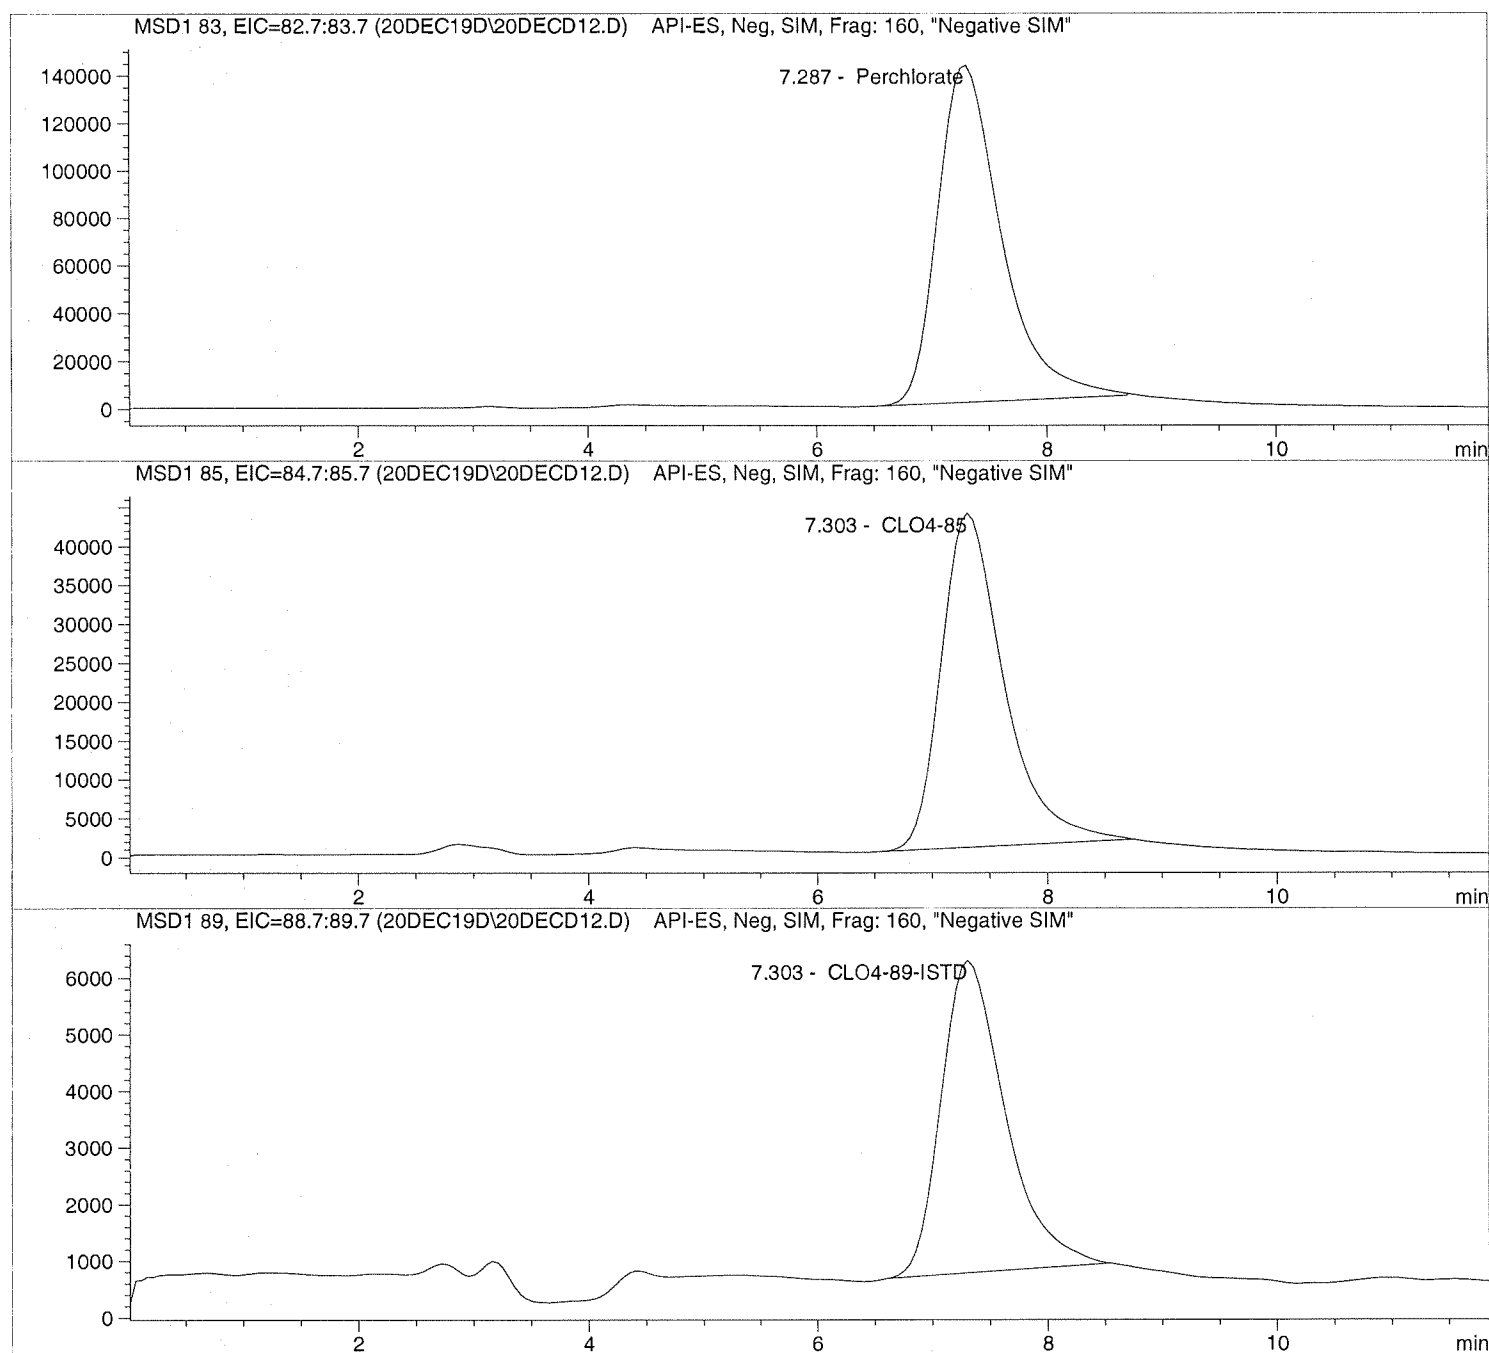 MSD1 83, EIC=82.7:83.7 (20DEC19D\20DECD12.D) API-ES, Neg, SIM, Frag: 160, "Negative SIM"
7.287 - Perchlorate
140000
120000
100000
80000
60000
40000
20000
0
2 4 6 8 10 min
MSD1 85, EIC=84.7:85.7 (20DEC19D\20DECD12.D) API-ES, Neg, SIM, Frag: 160, "Negative SIM"
7.303 - CLO4-85
40000
35000
30000
25000
20000
15000
10000
5000
0
2 4 6 8 10 min
MSD1 89, EIC=88.7:89.7 (20DEC19D\20DECD12.D) API-ES, Neg, SIM, Frag: 160, "Negative SIM"
7.303 - CLO4-89-ISTD
6000
5000
4000
3000
2000
1000
0
2 4 6 8 10 min